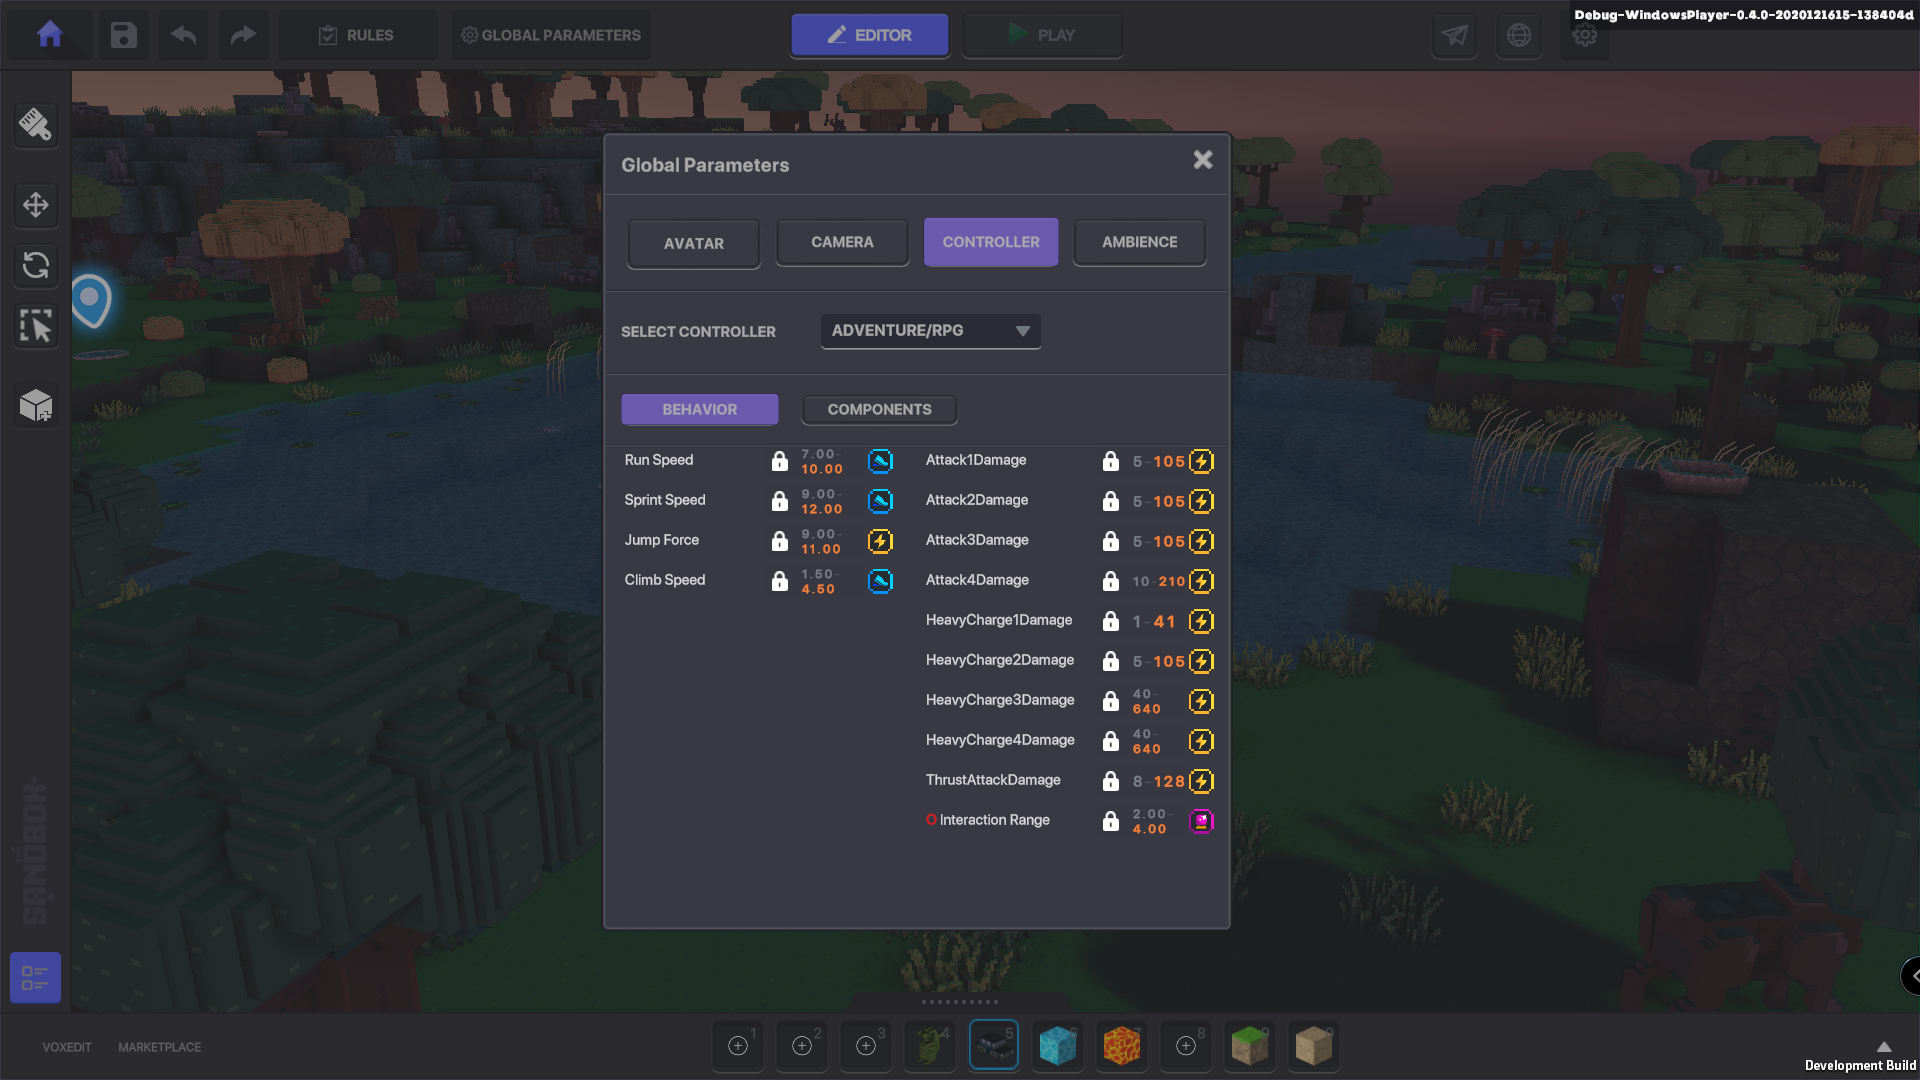 Debug-WindowsPlayer-0.4.0-2020121615-138404d
RULES
GLOBAL PARAMETERS
EDITOR
PLAY
Global Parameters
AVATAR
CAMERA
CONTROLLER
AMBIENCE
SELECT CONTROLLER
ADVENTURE/RPG
BEHAVIOR
COMPONENTS
Run Speed 7.00-10.00
Sprint Speed 9.00-12.00
Jump Force 9.00-11.00
Climb Speed 1.50-4.50
Attack1Damage 5-105
Attack2Damage 5-105
Attack3Damage 5-105
Attack4Damage 10-210
HeavyCharge1Damage 1-41
HeavyCharge2Damage 5-105
HeavyCharge3Damage 40-640
HeavyCharge4Damage 40-640
ThrustAttackDamage 8-128
O Interaction Range 2.00-4.00
THE SANDBOX
VOXEDIT
MARKETPLACE
1
2
3
4
5
8
Development Build